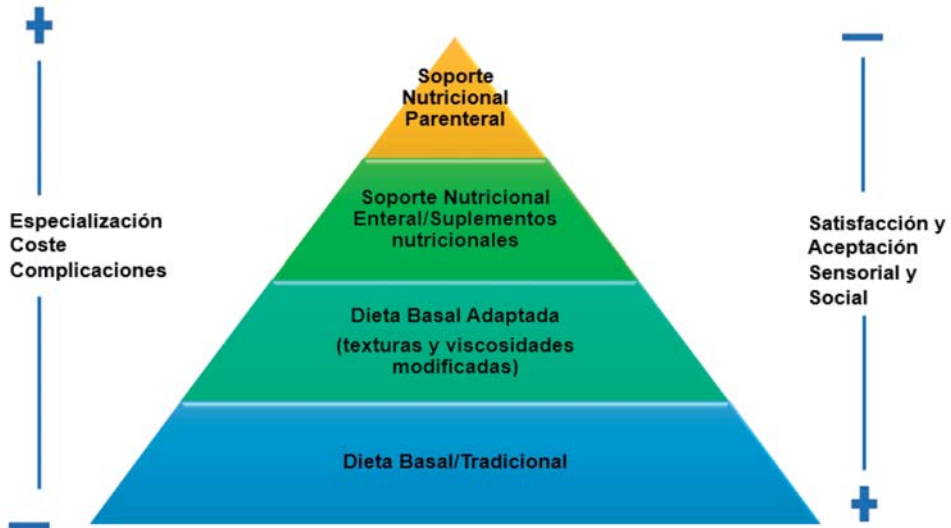 Soporte
Nutricional
Parenteral
Soporte Nutricional
Enteral/Suplementos
nutricionales
Dieta Basal Adaptada
(texturas y viscosidades
modificadas)
Dieta Basal/Tradicional
+
Especialización
Coste
Complicaciones
−
−
Satisfacción y
Aceptación
Sensorial y
Social
+